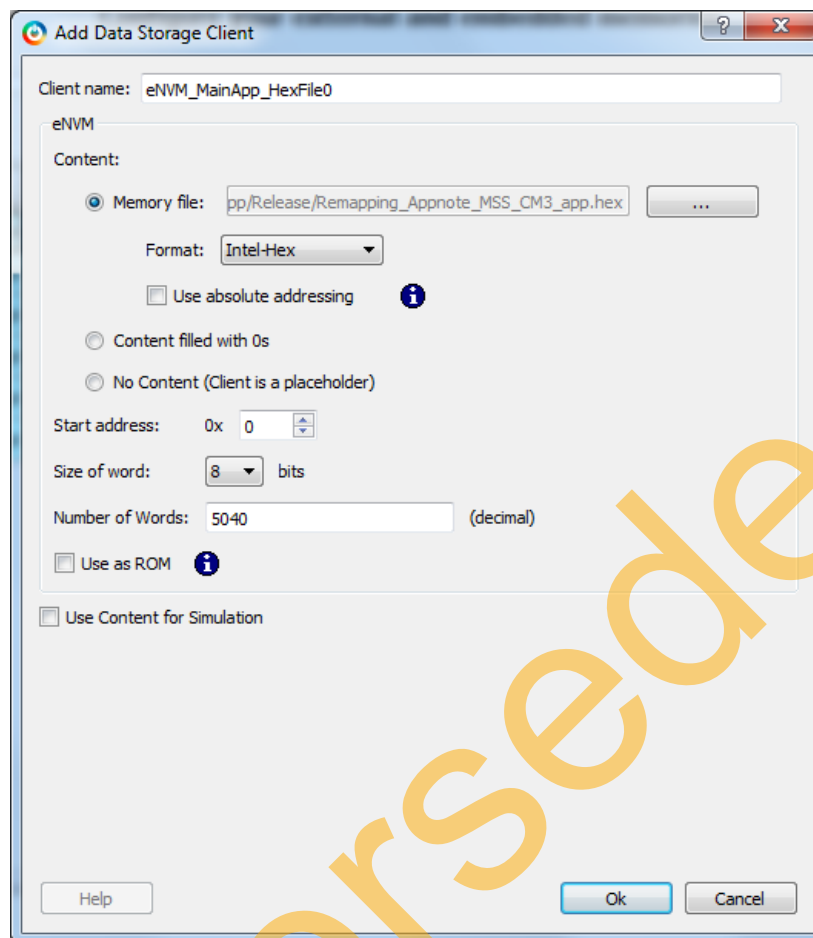 Add Data Storage Client
Client name: eNVM_MainApp_HexFile0
eNVM
Content:
Memory file: pp/Release/Remapping_Appnote_MSS_CM3_app.hex ...
Format: Intel-Hex
Use absolute addressing
Content filled with 0s
No Content (Client is a placeholder)
Start address: 0x 0
Size of word: 8 bits
Number of Words: 5040 (decimal)
Use as ROM
Use Content for Simulation
Help Ok Cancel
orsede